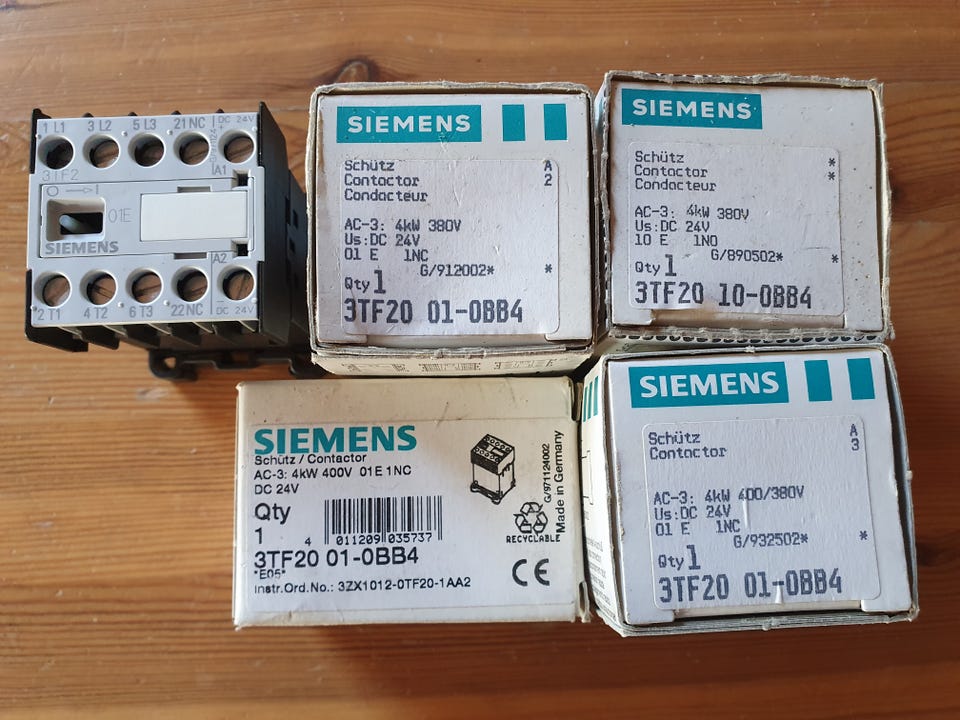 1 L1 3 L2 5 L3 21 NC DC 24V
+
A1
3TF2
01E
SIEMENS
A2
2 T1 4 T2 6 T3 22 NC DC 24V
SIEMENS
Schütz A
Contactor 2
Condacteur
AC-3: 4kW 380V
Us:DC 24V
01 E 1NC
G/912002* *
Qty 1
3TF20 01-0BB4
SIEMENS
Schütz *
Contactor *
Condacteur
AC-3: 4kW 380V
Us:DC 24V
10 E 1NO
G/890502* *
Qty 1
3TF20 10-0BB4
SIEMENS
Schütz / Contactor
AC-3: 4kW 400V 01E 1NC
DC 24V
Qty
1
4 011209 035737
3TF20 01-0BB4
*E05*
Instr.Ord.No.: 3ZX1012-0TF20-1AA2
RECYCLABLE
G/971124002
Made in Germany
CE
SIEMENS
Schütz A
Contactor 3
AC-3: 4kW 400/380V
Us:DC 24V
01 E 1NC
G/932502* *
Qty 1
3TF20 01-0BB4